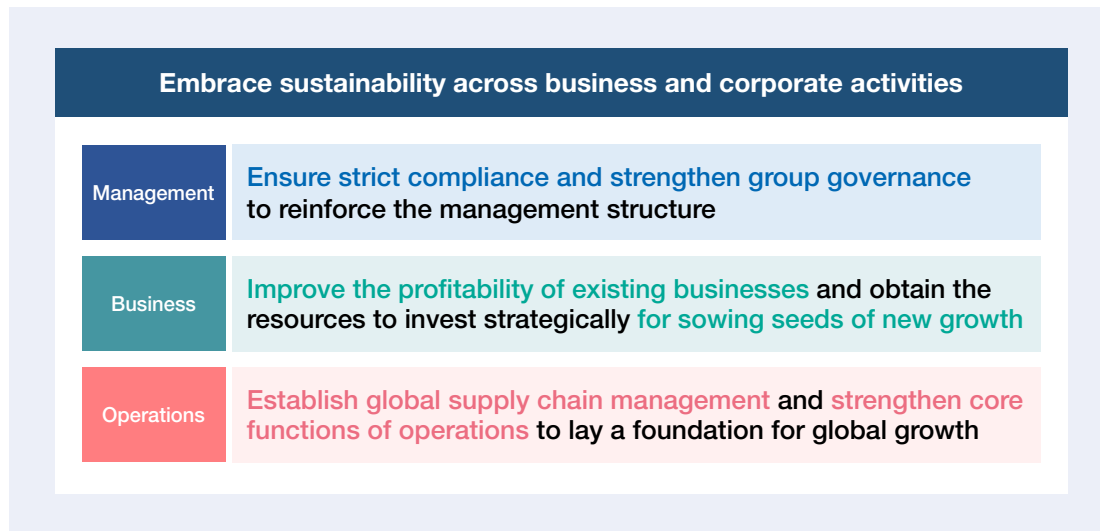 Embrace sustainability across business and corporate activities
Management
Ensure strict compliance and strengthen group governance
to reinforce the management structure
Business
Improve the profitability of existing businesses and obtain the
resources to invest strategically for sowing seeds of new growth
Operations
Establish global supply chain management and strengthen core
functions of operations to lay a foundation for global growth